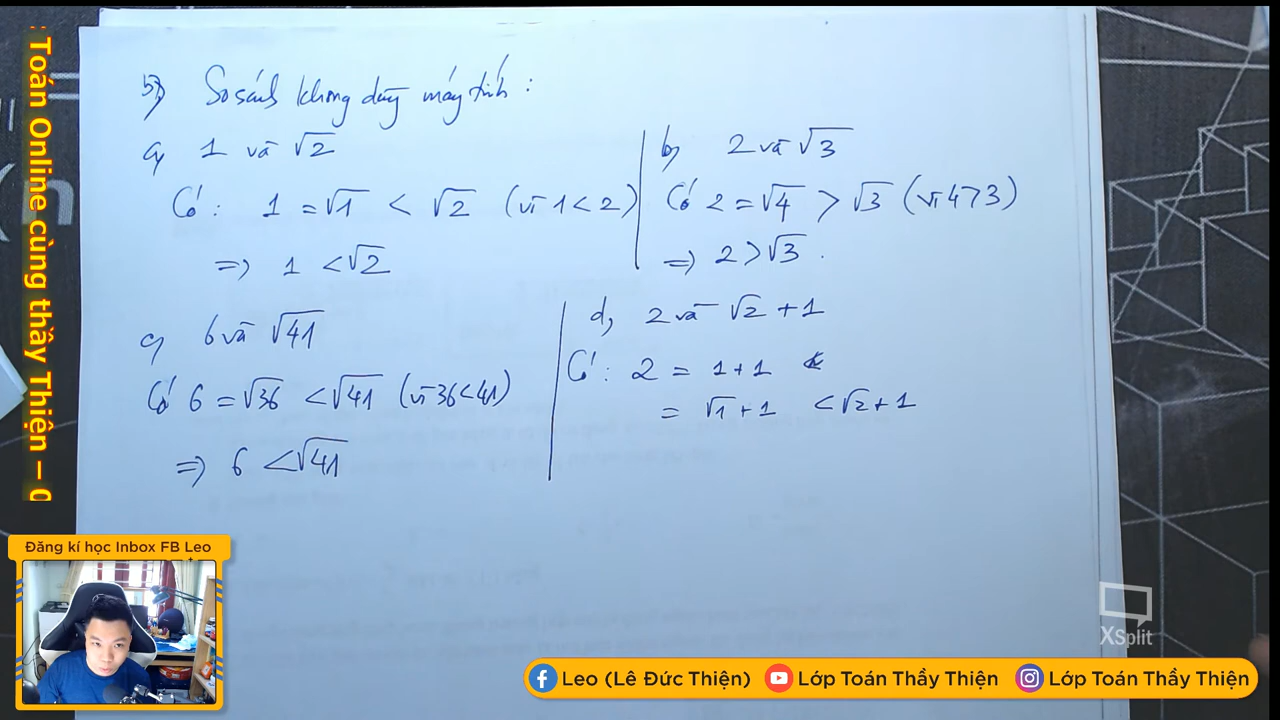 : Toán Online cùng thầy Thiện – 0
5, So sánh không dùng máy tính :
a, 1 và √2
Có : 1 = √1 < √2 (vì 1 < 2)
=> 1 < √2
b, 2 và √3
Có 2 = √4 > √3 (vì 4 > 3)
=> 2 > √3 .
c, 6 và √41
Có 6 = √36 < √41 (vì 36 < 41)
=> 6 < √41
d, 2 và √2 + 1
Có : 2 = 1 + 1
= √1 + 1 < √2 + 1
Đăng kí học Inbox FB Leo
XSplit
Leo (Lê Đức Thiện) Lớp Toán Thầy Thiện Lớp Toán Thầy Thiện